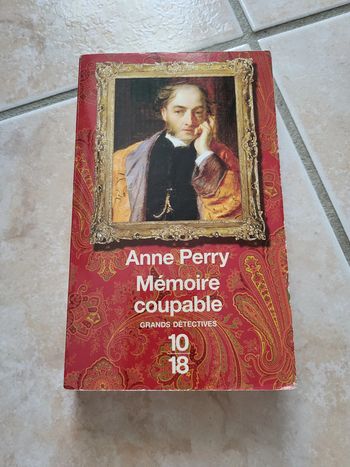 Anne Perry
Mémoire
coupable
GRANDS DÉTECTIVES
10
18